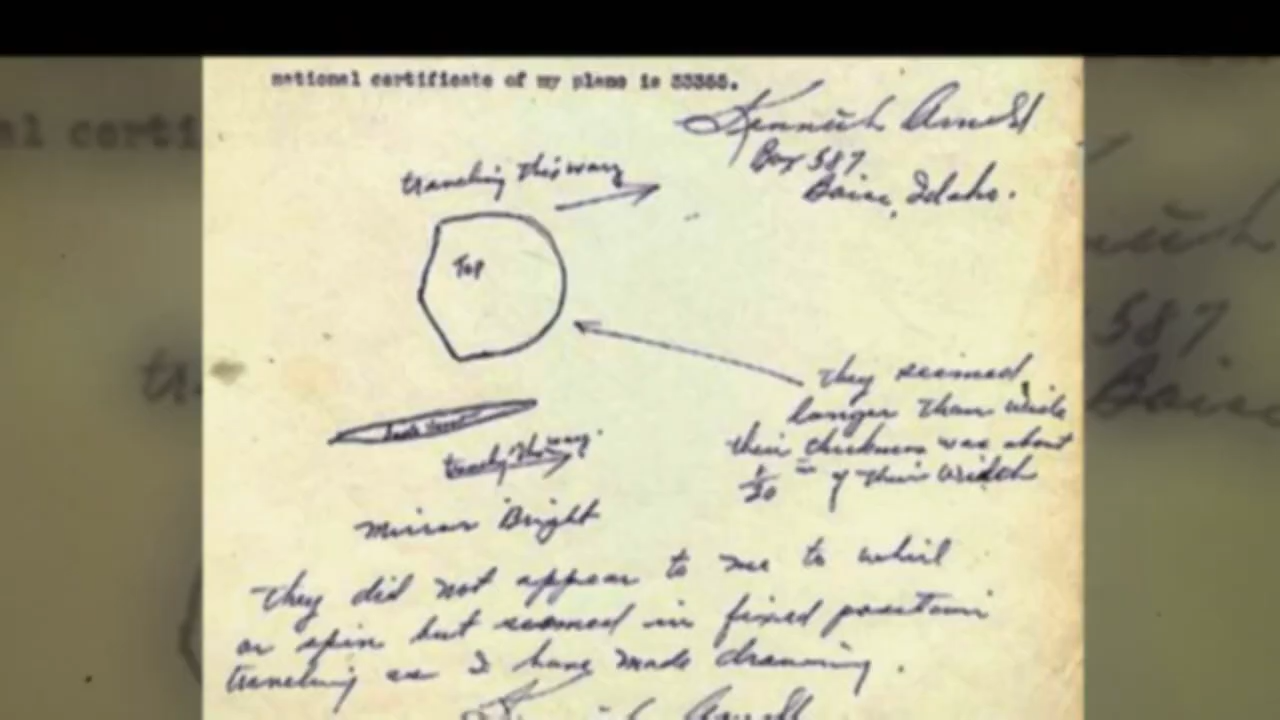 national certificate of my plane is 33355.
Kenneth Arnold
Box 587
Boise, Idaho.
traveling this way
Top
They seemed
longer than wide
their thickness was about
1/20 of their width
traveling this way.
Mirror Bright
They did not appear to me to whirl
or spin but seemed in fixed position
traveling as I have made drawing.
Kenneth Arnold